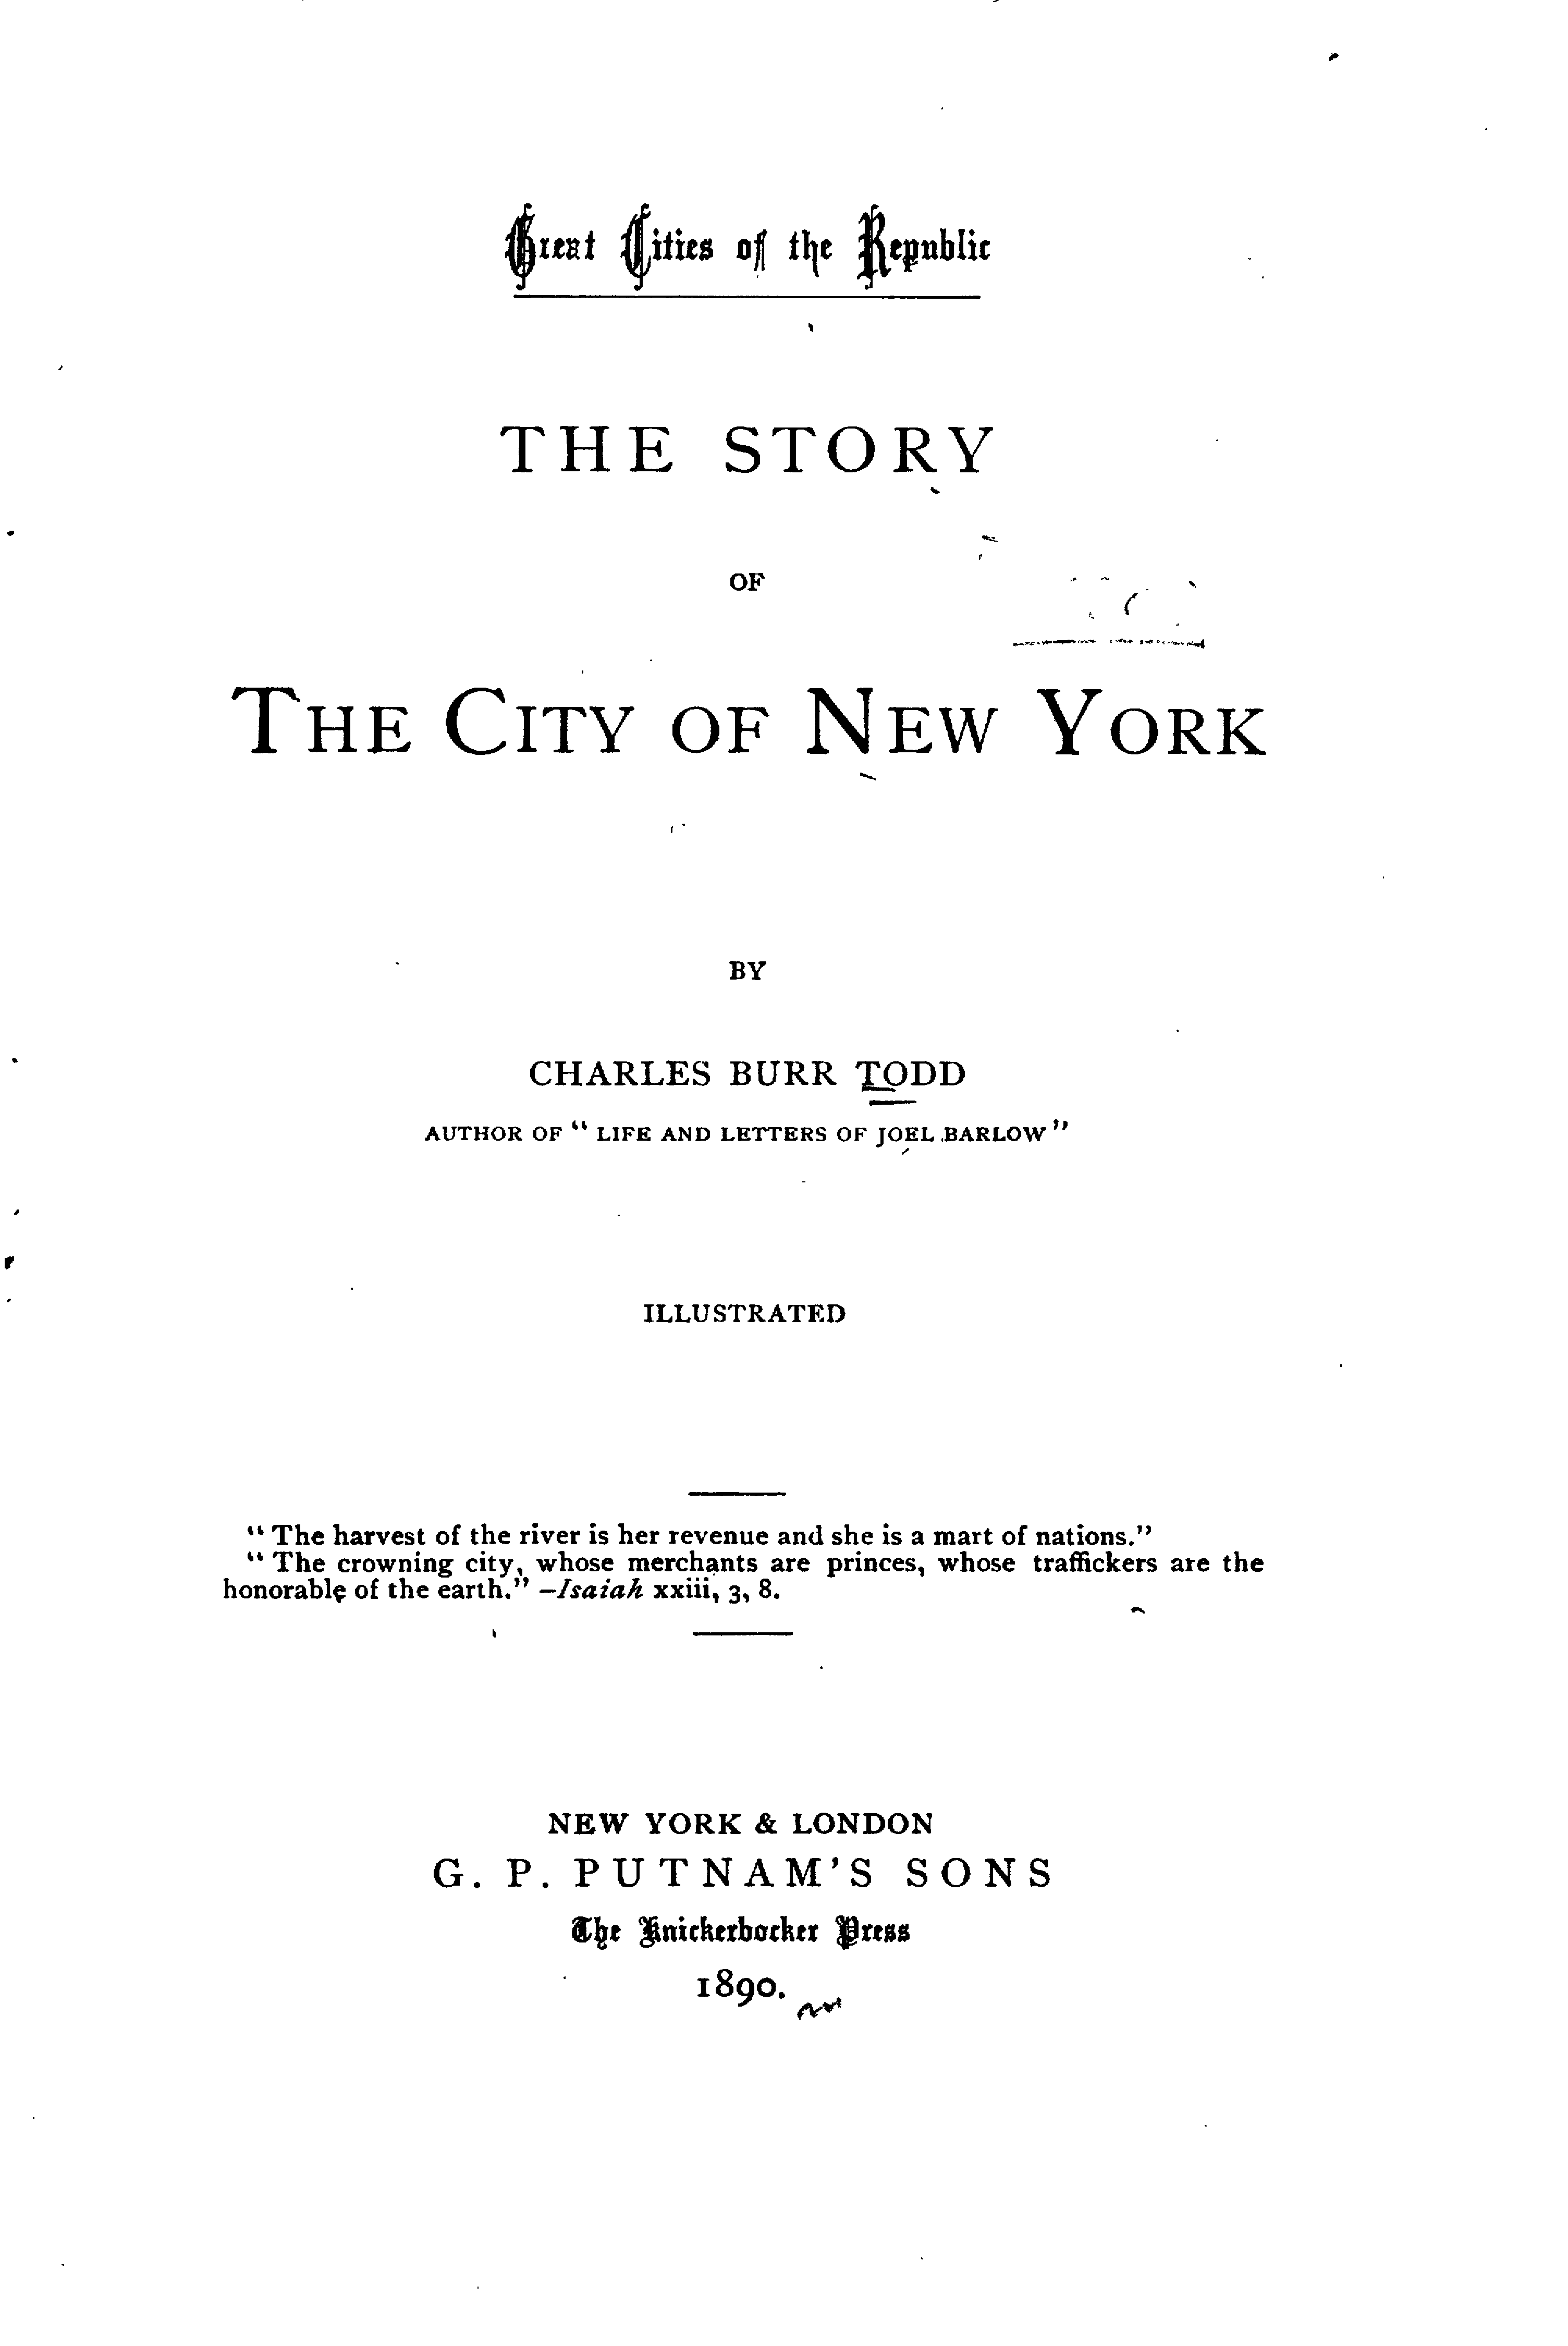 Great Cities of the Republic
THE STORY
OF
THE CITY OF NEW YORK
BY
CHARLES BURR TODD
AUTHOR OF "LIFE AND LETTERS OF JOEL BARLOW"
ILLUSTRATED
"The harvest of the river is her revenue and she is a mart of nations."
"The crowning city, whose merchants are princes, whose traffickers are the
honorable of the earth." –Isaiah xxiii, 3, 8.
NEW YORK & LONDON
G. P. PUTNAM'S SONS
The Knickerbocker Press
1890.